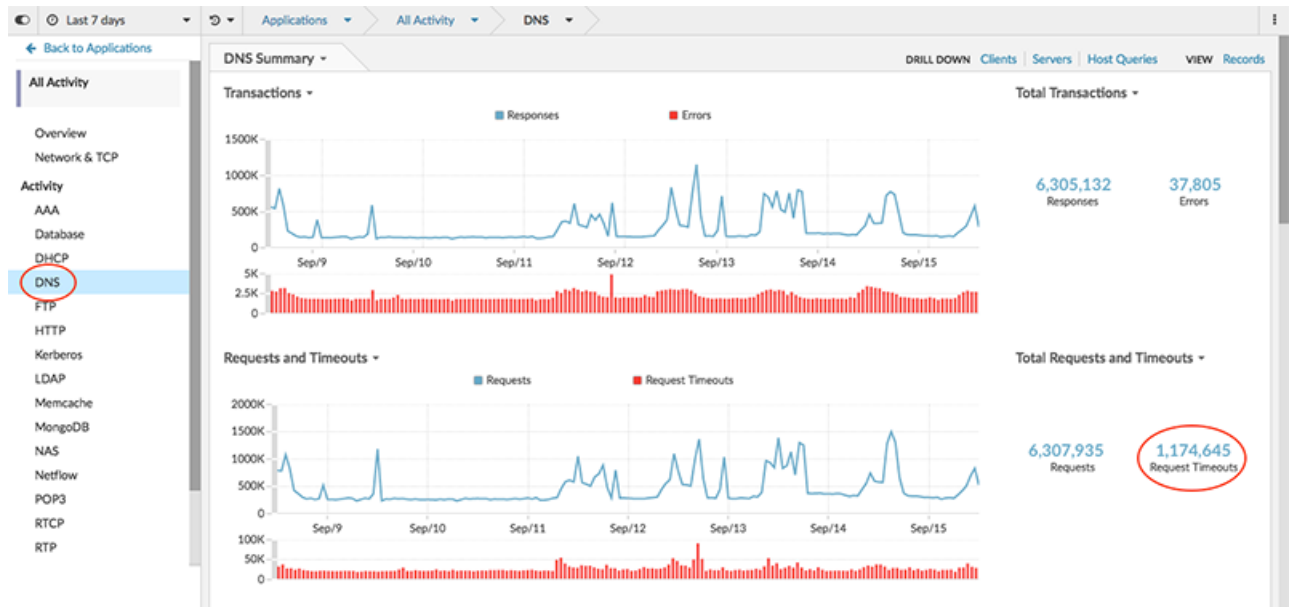 Last 7 days
Applications
All Activity
DNS
Back to Applications
All Activity
Overview
Network & TCP
Activity
AAA
Database
DHCP
DNS
FTP
HTTP
Kerberos
LDAP
Memcache
MongoDB
NAS
Netflow
POP3
RTCP
RTP
DNS Summary
DRILL DOWN Clients Servers Host Queries VIEW Records
Transactions
Responses Errors
1500K
1000K
500K
0
Sep/9 Sep/10 Sep/11 Sep/12 Sep/13 Sep/14 Sep/15
5K
2.5K
0
Total Transactions
6,305,132 37,805
Responses Errors
Requests and Timeouts
Requests Request Timeouts
2000K
1500K
1000K
500K
0
Sep/9 Sep/10 Sep/11 Sep/12 Sep/13 Sep/14 Sep/15
100K
50K
0
Total Requests and Timeouts
6,307,935 1,174,645
Requests Request Timeouts